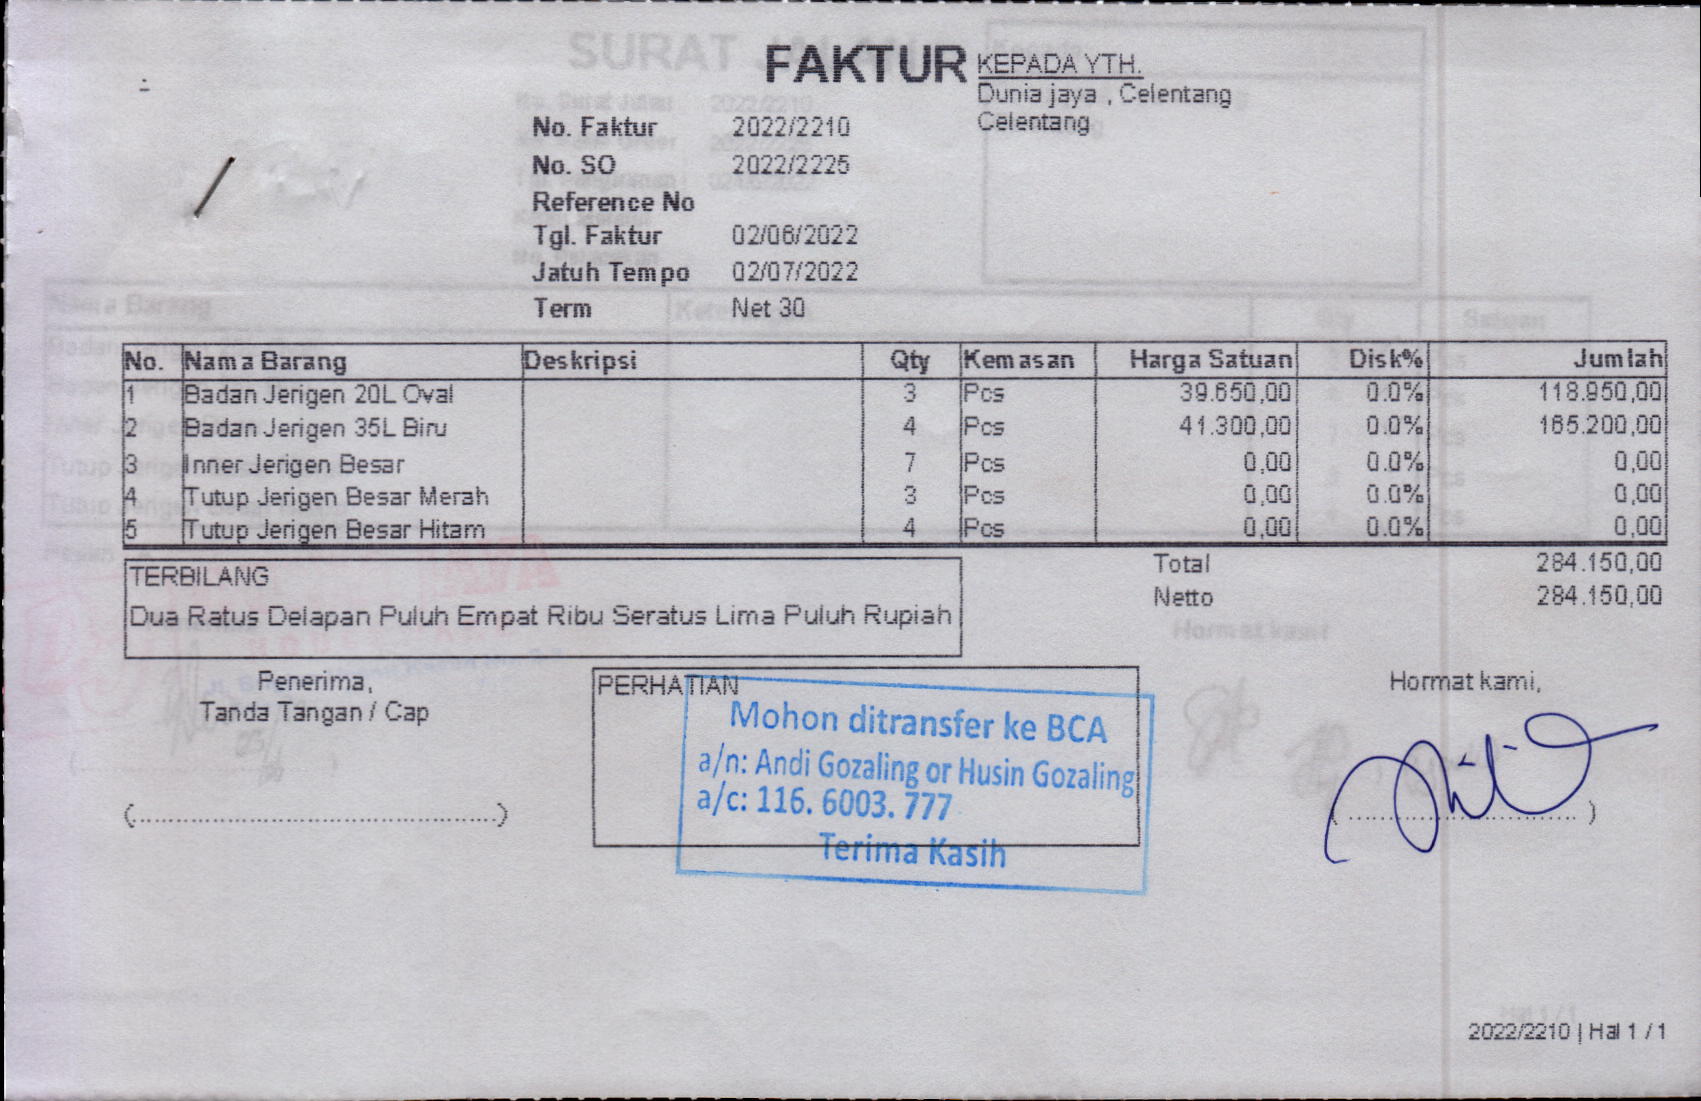 FAKTUR
KEPADA YTH.
Dunia jaya , Celentang
Celentang
No. Faktur 2022/2210
No. SO 2022/2225
Reference No
Tgl. Faktur 02/06/2022
Jatuh Tempo 02/07/2022
Term Net 30
No. Nama Barang Deskripsi Qty Kemasan Harga Satuan Disk% Jumlah
1 Badan Jerigen 20L Oval 3 Pcs 39.650,00 0.0% 118.950,00
2 Badan Jerigen 35L Biru 4 Pcs 41.300,00 0.0% 165.200,00
3 Inner Jerigen Besar 7 Pcs 0,00 0.0% 0,00
4 Tutup Jerigen Besar Merah 3 Pcs 0,00 0.0% 0,00
5 Tutup Jerigen Besar Hitam 4 Pcs 0,00 0.0% 0,00
Total 284.150,00
Netto 284.150,00
TERBILANG
Dua Ratus Delapan Puluh Empat Ribu Seratus Lima Puluh Rupiah
Penerima,
Tanda Tangan / Cap
(............................................)
PERHATIAN
Mohon ditransfer ke BCA
a/n: Andi Gozaling or Husin Gozaling
a/c: 116. 6003. 777
Terima Kasih
Hormat kami,
(............................)
2022/2210 | Hal 1 / 1